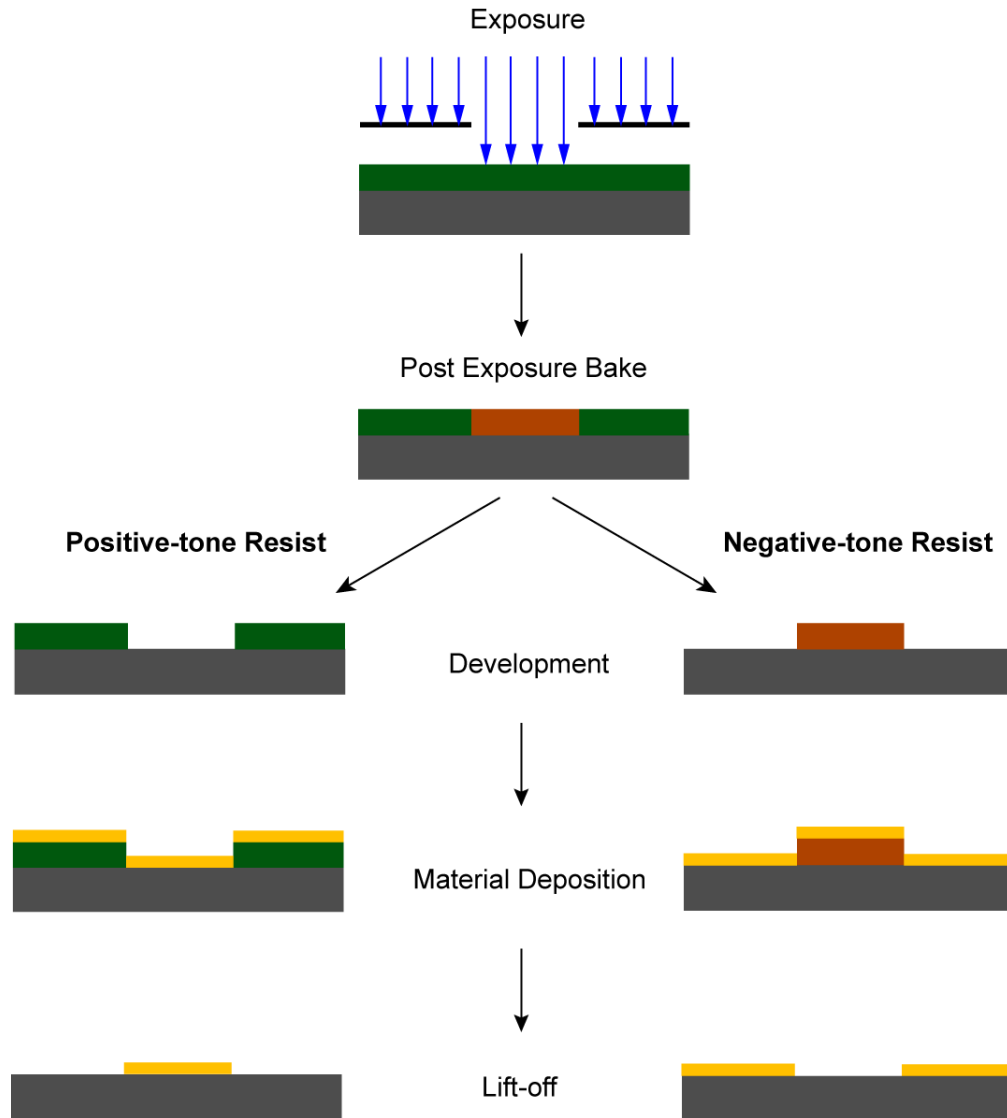 Exposure
Post Exposure Bake
Positive-tone Resist
Negative-tone Resist
Development
Material Deposition
Lift-off